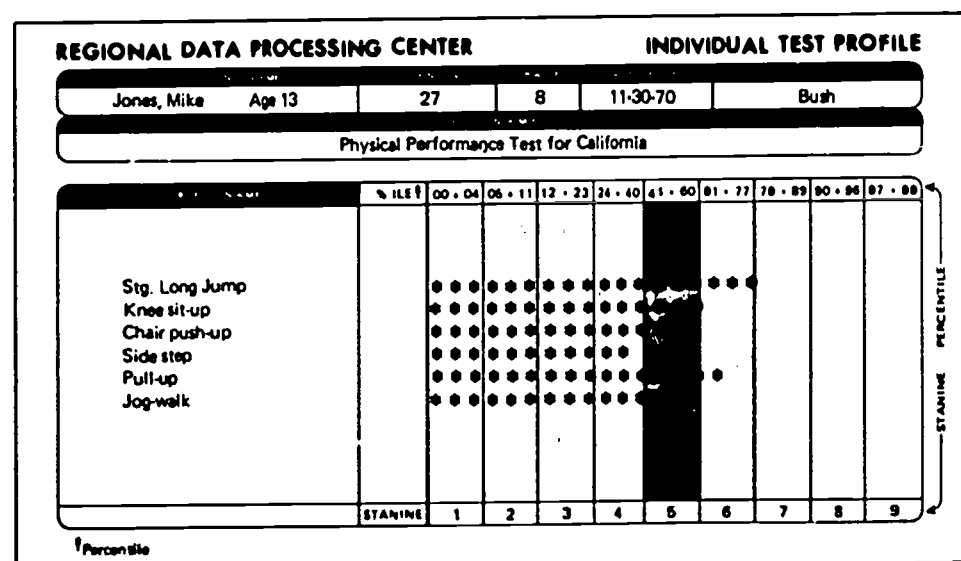 REGIONAL DATA PROCESSING CENTER INDIVIDUAL TEST PROFILE
Jones, Mike Age 13 27 8 11-30-70 Bush
Physical Performance Test for California
% ILE 00 - 04 05 - 11 12 - 23 24 - 40 41 - 60 61 - 77 78 - 89 90 - 96 97 - 99
Stg. Long Jump
Knee sit-up
Chair push-up
Side step
Pull-up
Jog-walk
STANINE 1 2 3 4 5 6 7 8 9
STANINE PERCENTILE
Percentile